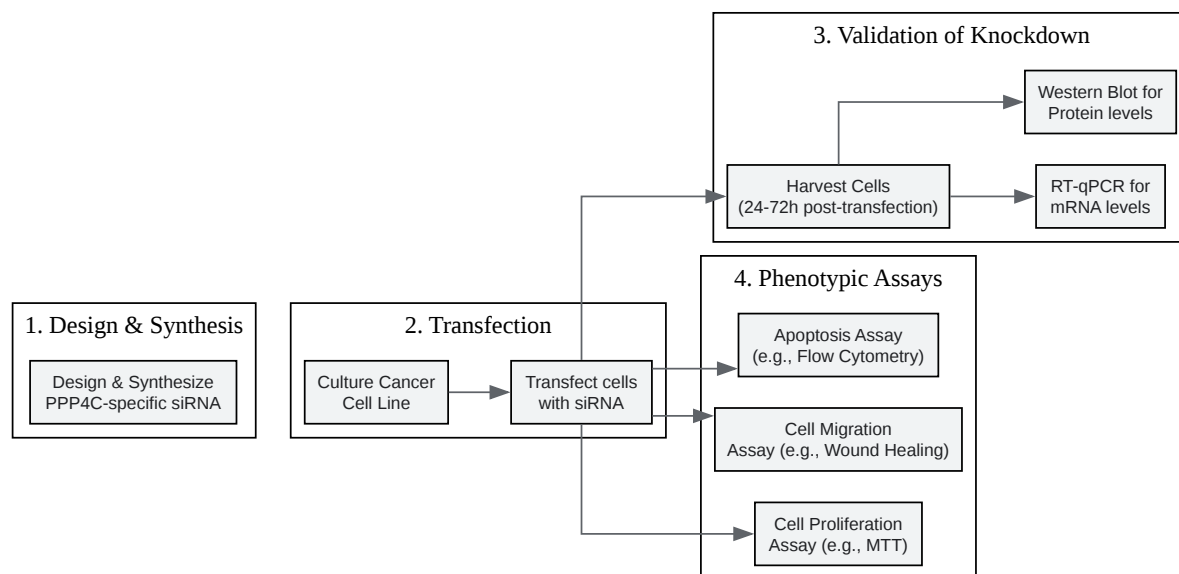 1. Design & Synthesis
Design & Synthesize
PPP4C-specific siRNA
2. Transfection
Culture Cancer
Cell Line
Transfect cells
with siRNA
3. Validation of Knockdown
Harvest Cells
(24-72h post-transfection)
Western Blot for
Protein levels
RT-qPCR for
mRNA levels
4. Phenotypic Assays
Apoptosis Assay
(e.g., Flow Cytometry)
Cell Migration
Assay (e.g., Wound Healing)
Cell Proliferation
Assay (e.g., MTT)